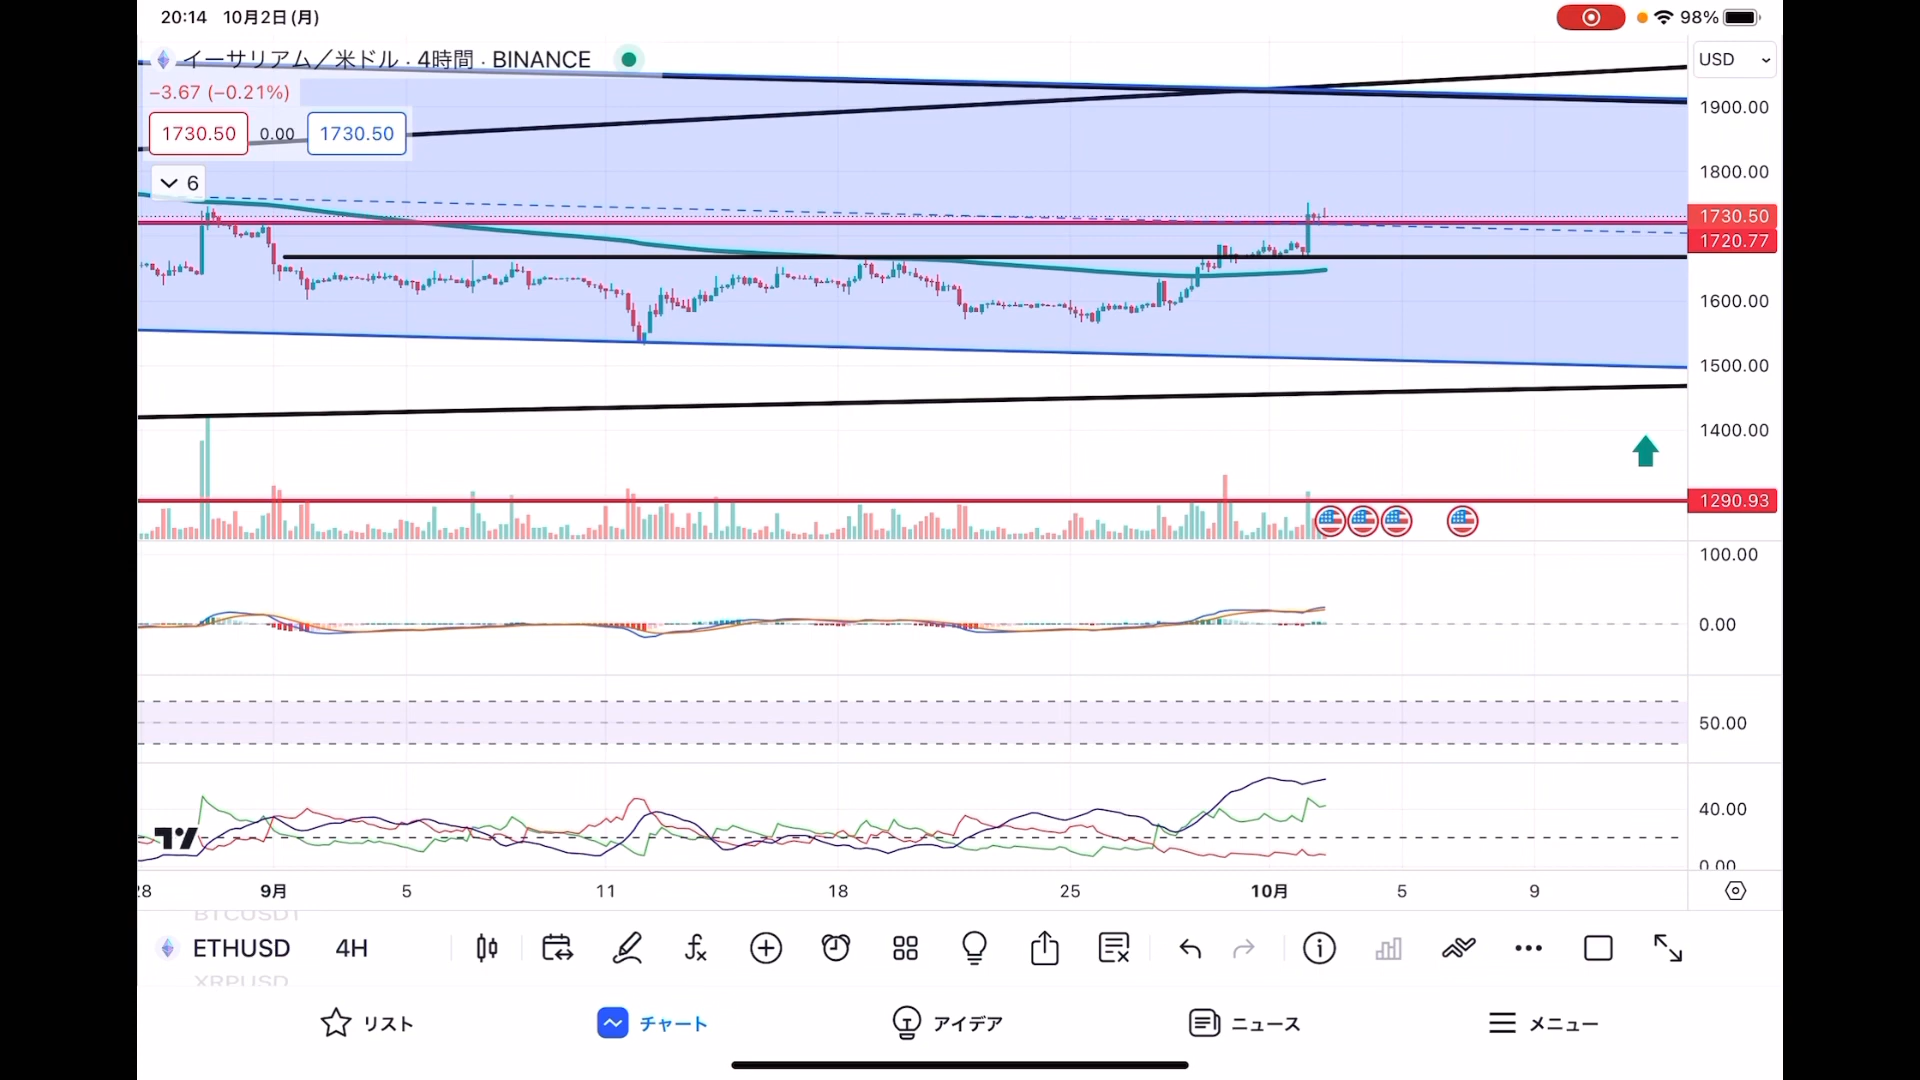 20:14 10月2日(月)
98%
イーサリアム／米ドル · 4時間 · BINANCE
USD
−3.67 (−0.21%)
1730.50 0.00 1730.50
6
1900.00
1800.00
1730.50
1720.77
1600.00
1500.00
1400.00
1290.93
100.00
0.00
50.00
40.00
0.00
28 9月 5 11 18 25 10月 5 9
BTCUSDT
ETHUSD 4H
XRPUSD
リスト チャート アイデア ニュース メニュー